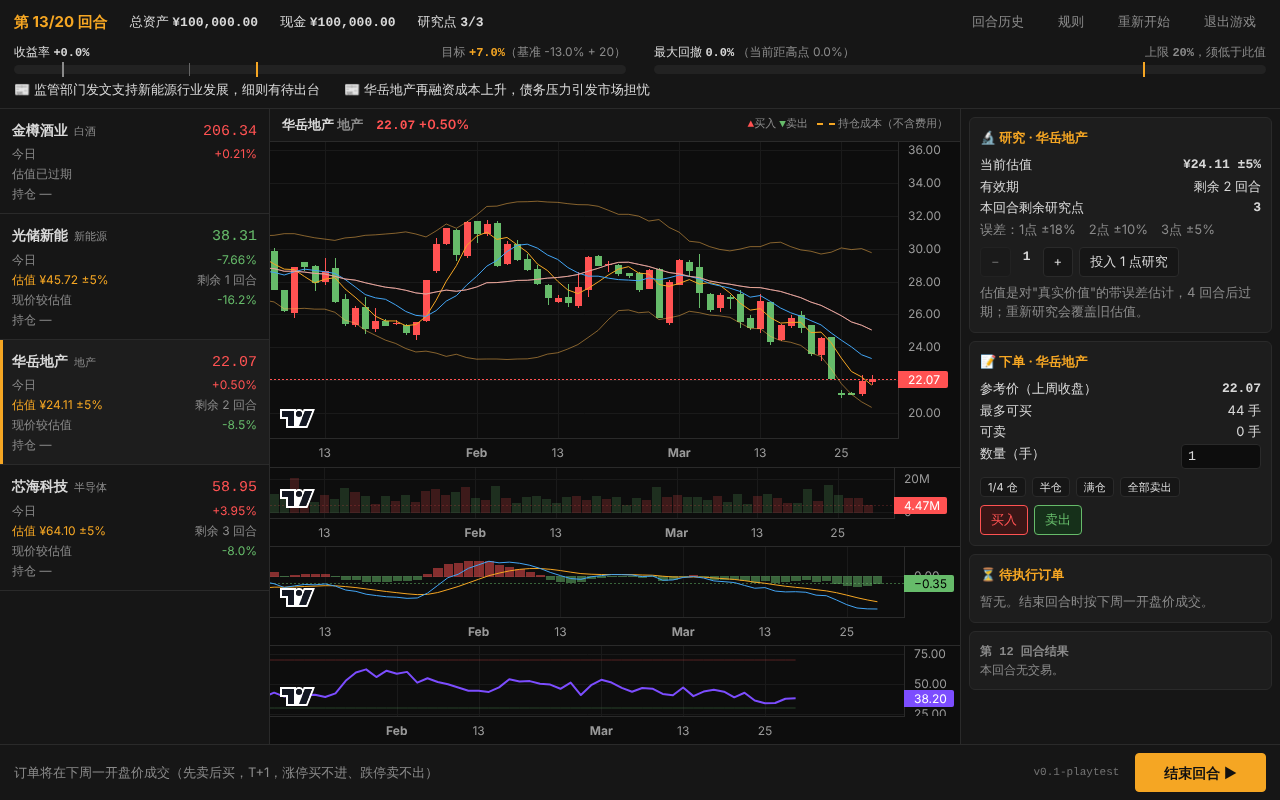 第 13/20 回合 总资产 ¥100,000.00 现金 ¥100,000.00 研究点 3/3 回合历史 规则 重新开始 退出游戏
收益率 +0.0% 目标 +7.0%（基准 -13.0% + 20） 最大回撤 0.0% （当前距高点 0.0%） 上限 20%，须低于此值
📰 监管部门发文支持新能源行业发展，细则有待出台 📰 华岳地产再融资成本上升，债务压力引发市场担忧
金樽酒业 白酒 206.34
今日 +0.21%
估值已过期
持仓 —
光储新能 新能源 38.31
今日 -7.66%
估值 ¥45.72 ±5% 剩余 1 回合
现价较估值 -16.2%
持仓 —
华岳地产 地产 22.07
今日 +0.50%
估值 ¥24.11 ±5% 剩余 2 回合
现价较估值 -8.5%
持仓 —
芯海科技 半导体 58.95
今日 +3.95%
估值 ¥64.10 ±5% 剩余 3 回合
现价较估值 -8.0%
持仓 —
华岳地产 地产 22.07 +0.50% ▲买入 ▼卖出 持仓成本（不含费用）
36.00
34.00
32.00
30.00
28.00
26.00
24.00
22.07
20.00
13 Feb 13 Mar 13 25
20M
4.47M
13 Feb 13 Mar 13 25
−0.35
13 Feb 13 Mar 13 25
75.00
50.00
38.20
25.00
Feb 13 Mar 13 25
🔬 研究 · 华岳地产
当前估值 ¥24.11 ±5%
有效期 剩余 2 回合
本回合剩余研究点 3
误差：1点 ±18% 2点 ±10% 3点 ±5%
− 1 + 投入 1 点研究
估值是对"真实价值"的带误差估计，4 回合后过
期；重新研究会覆盖旧估值。
📝 下单 · 华岳地产
参考价（上周收盘） 22.07
最多可买 44 手
可卖 0 手
数量（手） 1
1/4 仓 半仓 满仓 全部卖出
买入 卖出
⏳ 待执行订单
暂无。结束回合时按下周一开盘价成交。
第 12 回合结果
本回合无交易。
订单将在下周一开盘价成交（先卖后买，T+1，涨停买不进、跌停卖不出） v0.1-playtest 结束回合 ▶